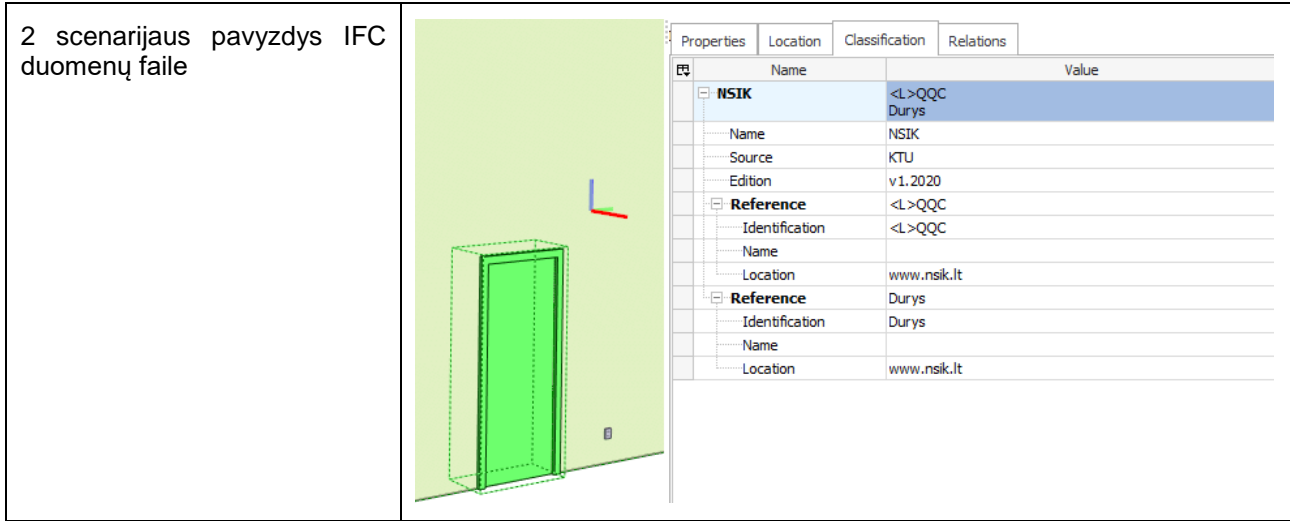 2 scenarijaus pavyzdys IFC
duomenų faile
Properties Location Classification Relations
Name Value
NSIK <L>QQC
Durys
Name NSIK
Source KTU
Edition v1.2020
Reference <L>QQC
Identification <L>QQC
Name
Location www.nsik.lt
Reference Durys
Identification Durys
Name
Location www.nsik.lt